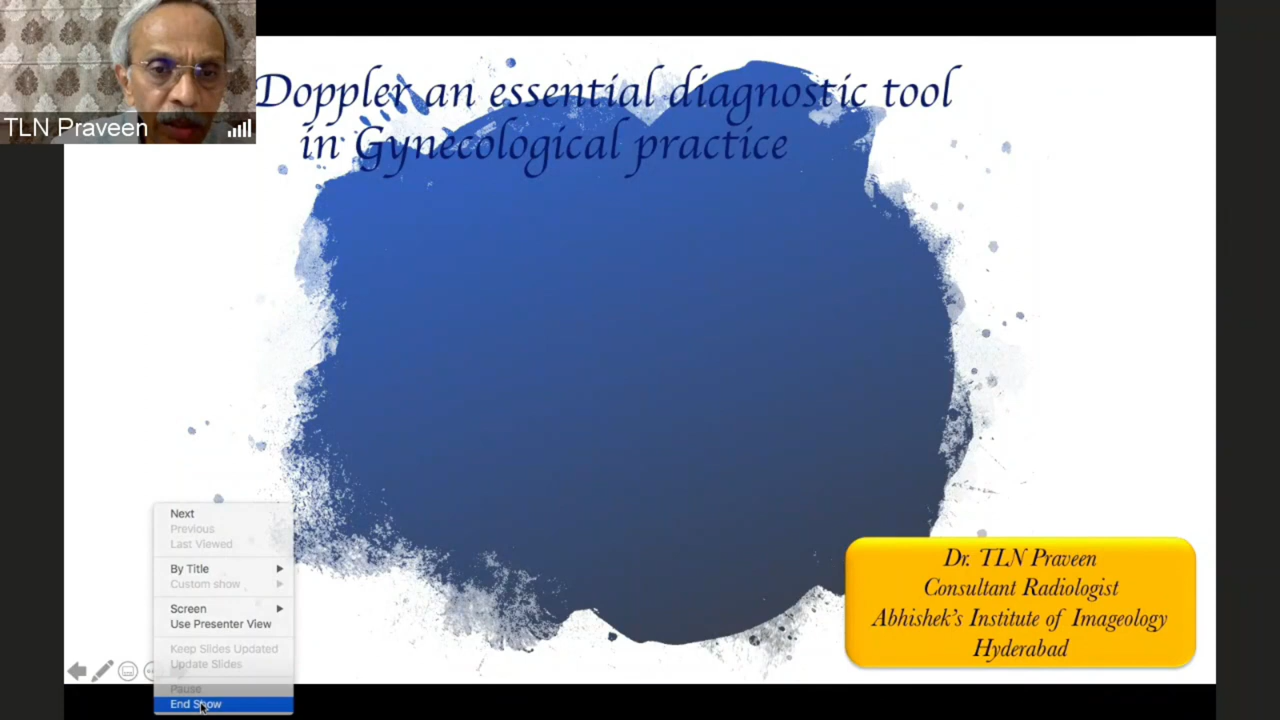 TLN Praveen
Doppler an essential diagnostic tool
in Gynecological practice
Next
Previous
Last Viewed
By Title
Custom show
Screen
Use Presenter View
Keep Slides Updated
Update Slides
Pause
End Show
Dr. TLN Praveen
Consultant Radiologist
Abhishek's Institute of Imageology
Hyderabad